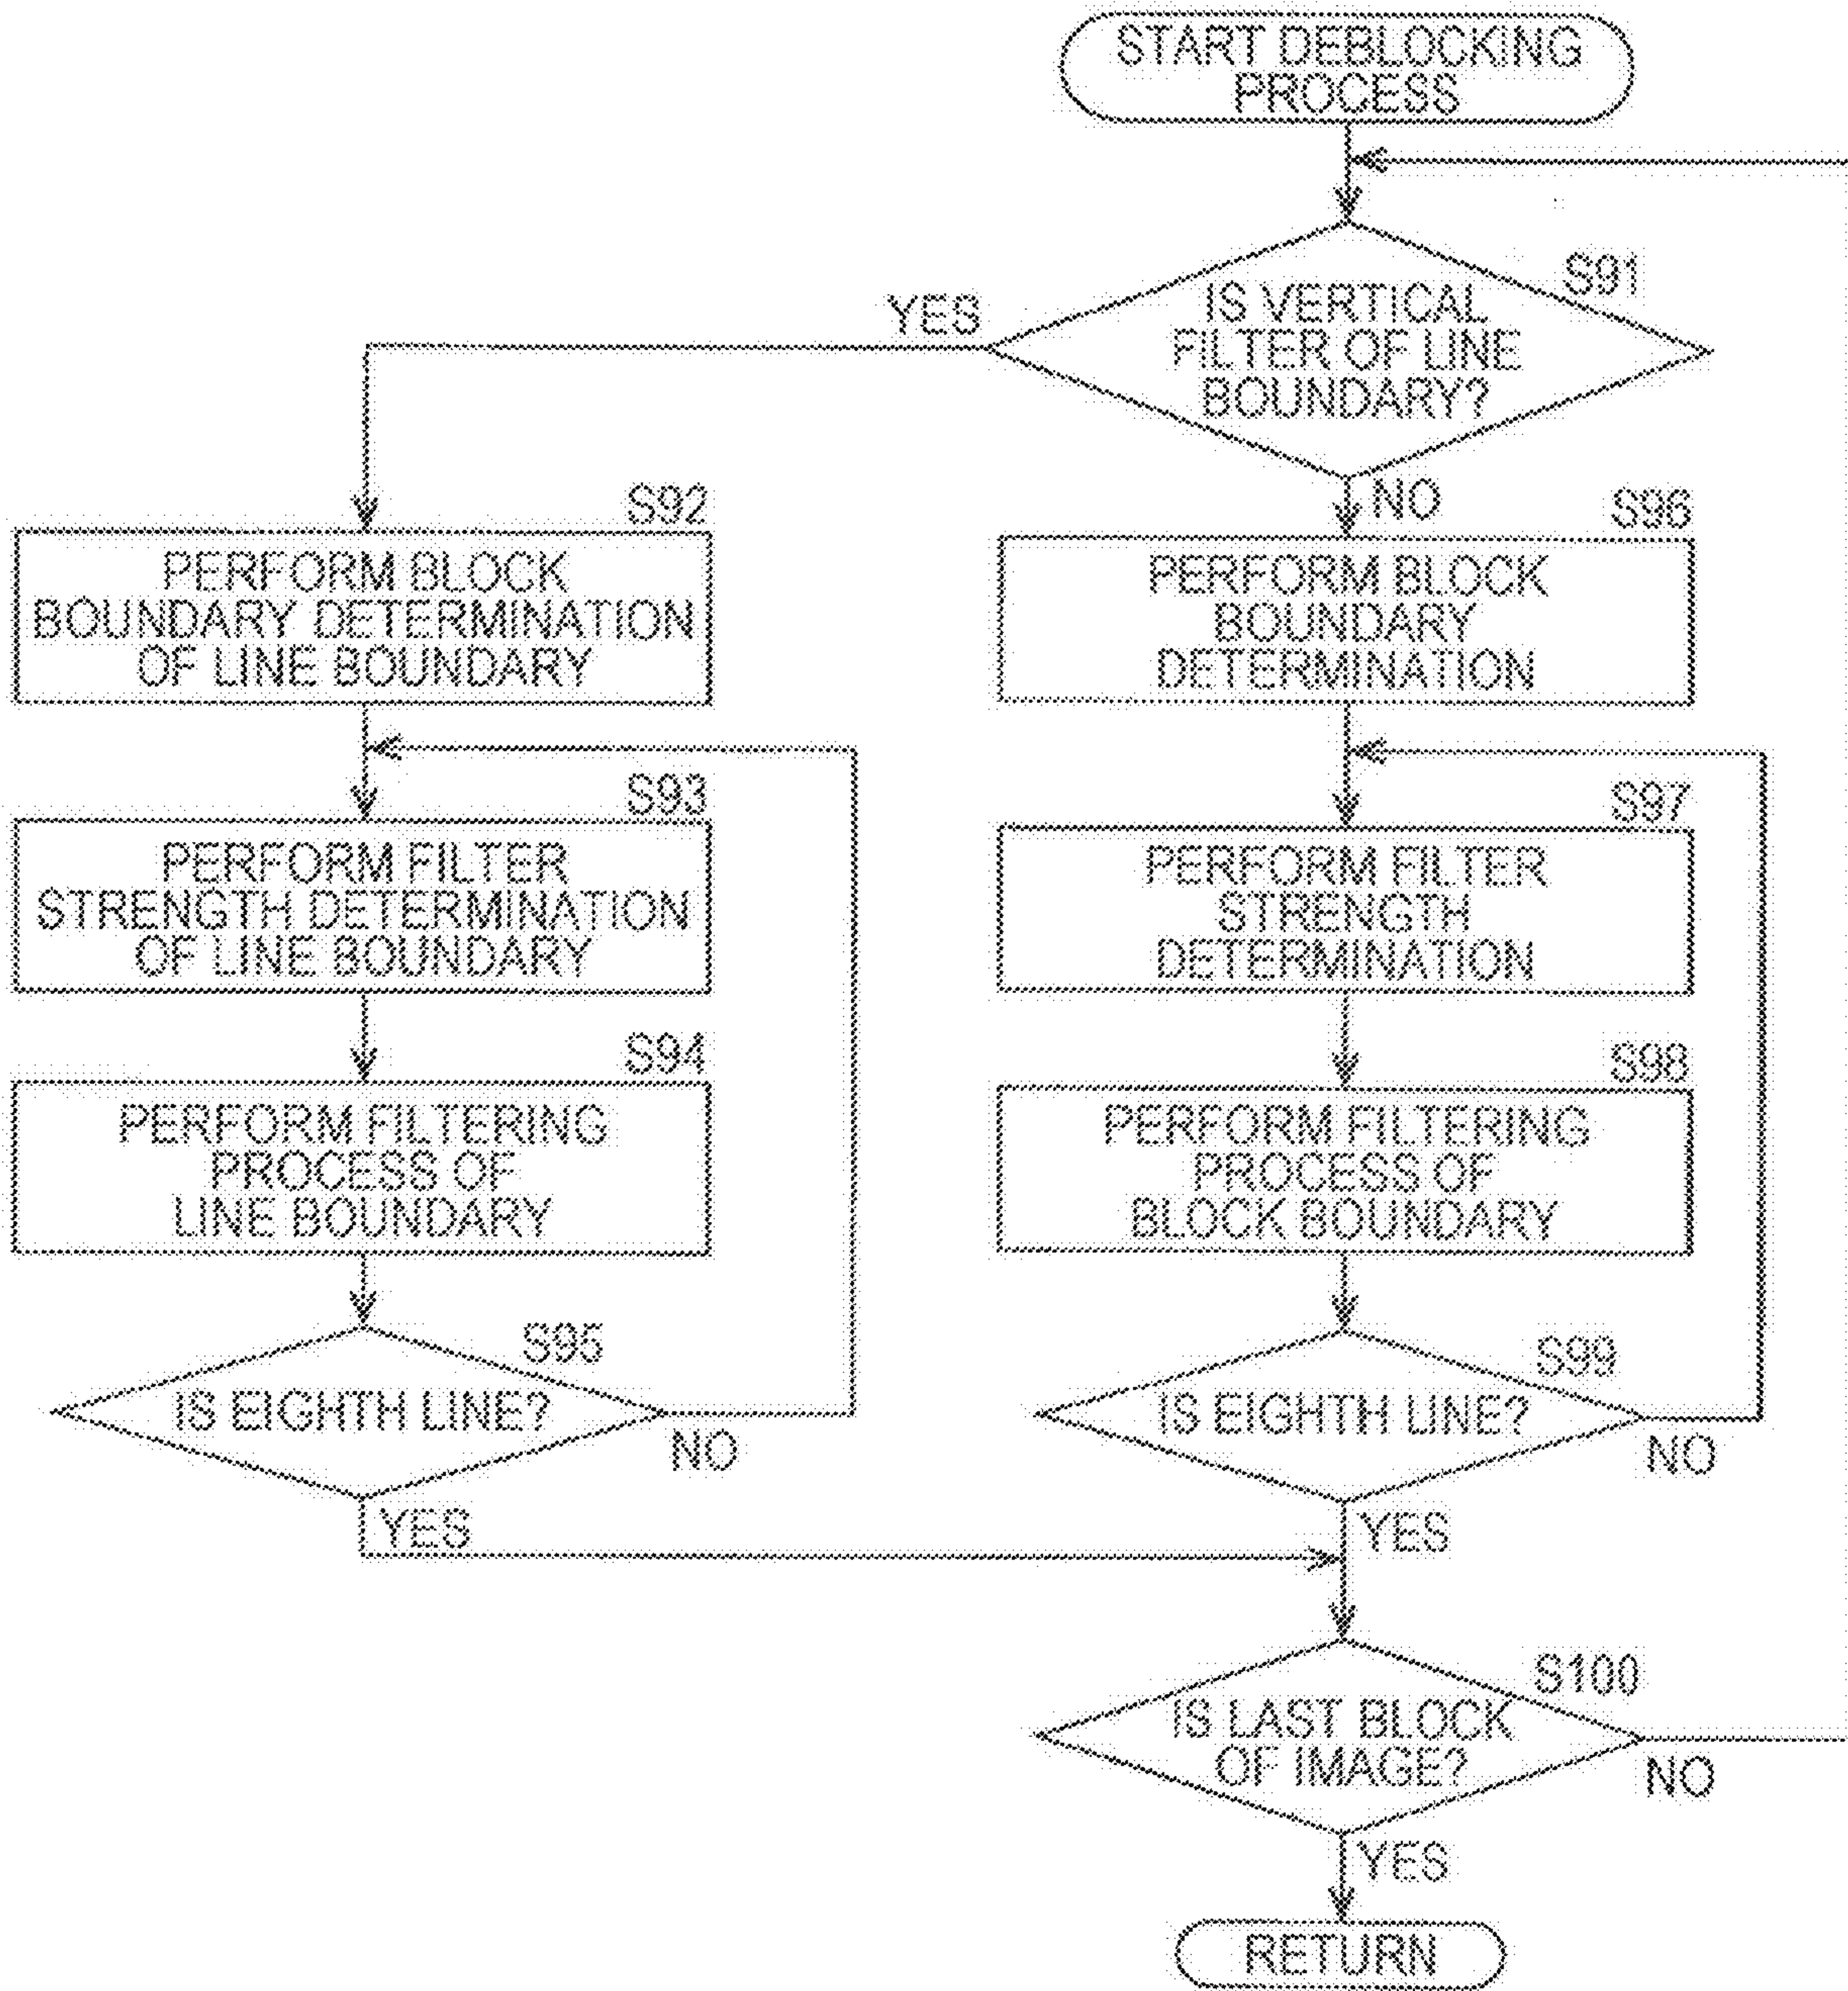 START DEBLOCKING
PROCESS
S91
IS VERTICAL
FILTER OF LINE
BOUNDARY?
YES
NO
S92
PERFORM BLOCK
BOUNDARY DETERMINATION
OF LINE BOUNDARY
S93
PERFORM FILTER
STRENGTH DETERMINATION
OF LINE BOUNDARY
S94
PERFORM FILTERING
PROCESS OF
LINE BOUNDARY
S95
IS EIGHTH LINE?
NO
YES
S96
PERFORM BLOCK
BOUNDARY
DETERMINATION
S97
PERFORM FILTER
STRENGTH
DETERMINATION
S98
PERFORM FILTERING
PROCESS OF
BLOCK BOUNDARY
S99
IS EIGHTH LINE?
NO
YES
S100
IS LAST BLOCK
OF IMAGE?
NO
YES
RETURN